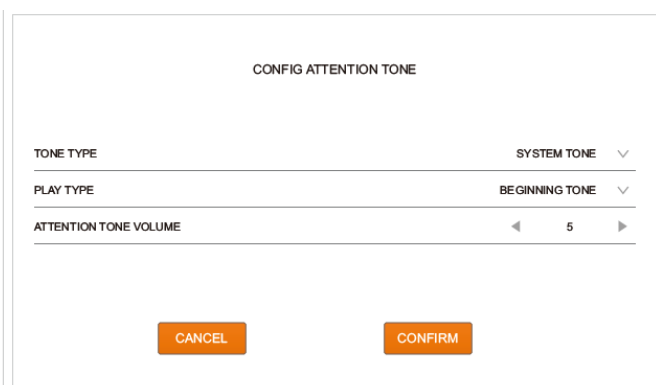 CONFIG ATTENTION TONE
TONE TYPE SYSTEM TONE
PLAY TYPE BEGINNING TONE
ATTENTION TONE VOLUME 5
CANCEL CONFIRM